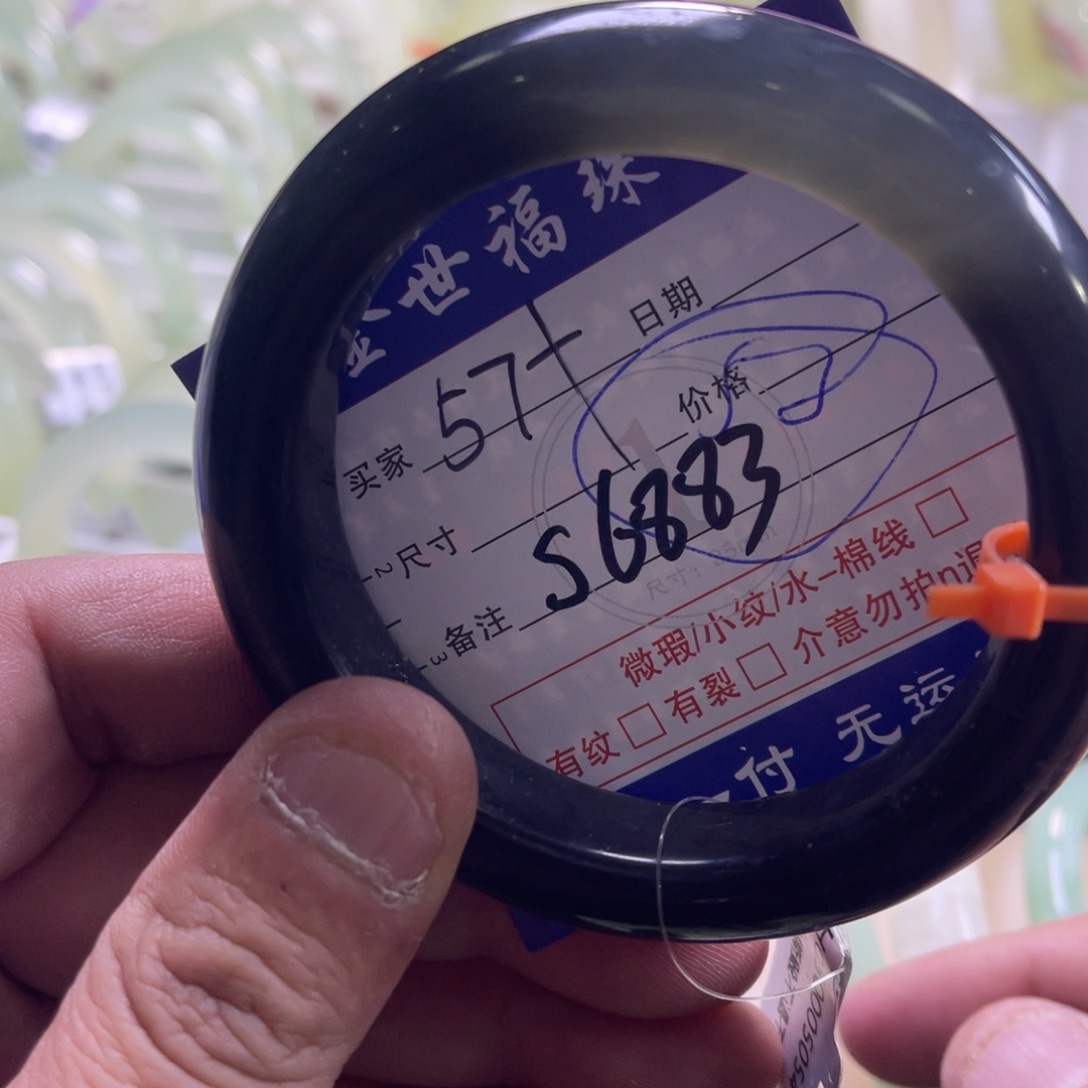 金世福珠
日期
买家 57+
价格
尺寸
S6883
备注
微瑕/小纹/水-棉线 □
有纹 □ 有裂 □ 介意勿拍
付 无 运